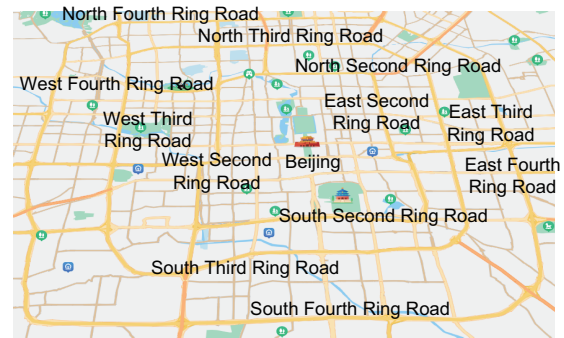 North Fourth Ring Road
North Third Ring Road
North Second Ring Road
West Fourth Ring Road
East Second
Ring Road
East Third
Ring Road
West Third
Ring Road
West Second
Ring Road
Beijing
East Fourth
Ring Road
South Second Ring Road
South Third Ring Road
South Fourth Ring Road